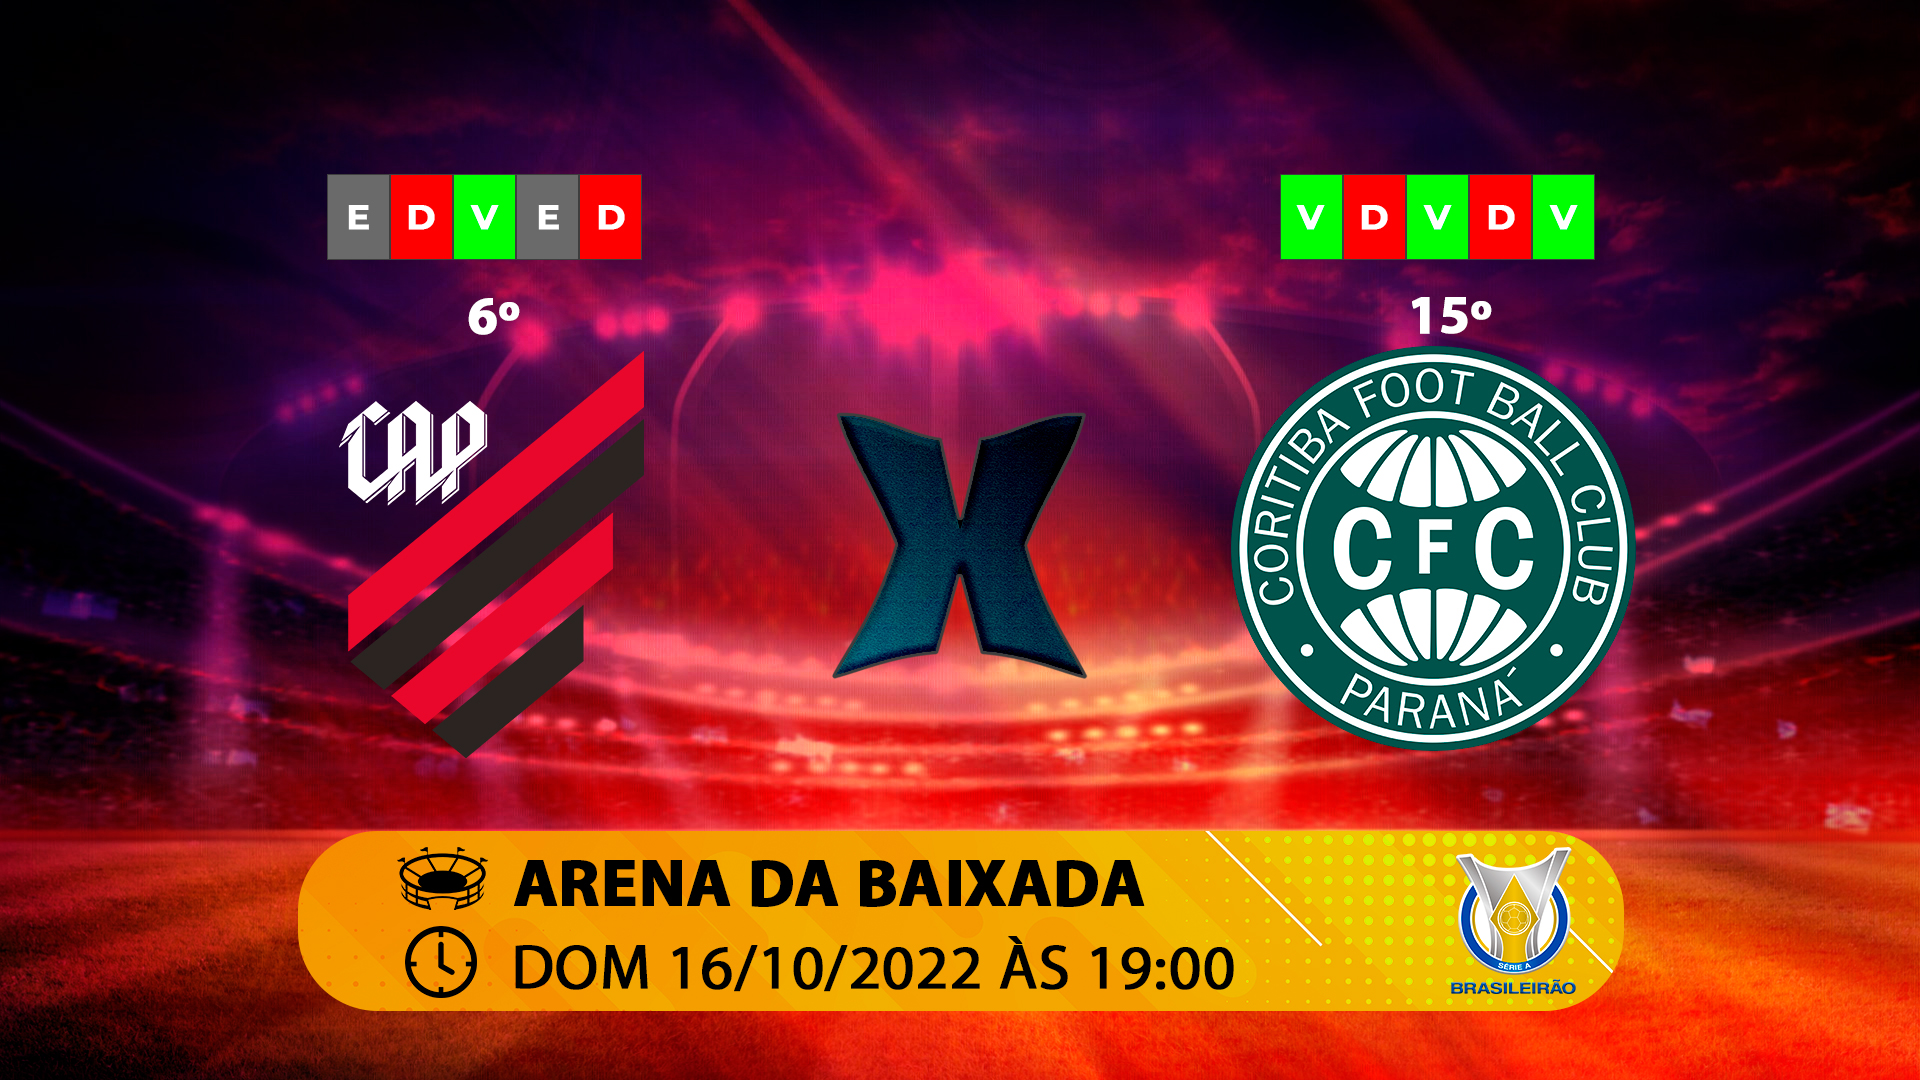 E D V E D
V D V D V
6º
15º
CAP
CORITIBA FOOT BALL CLUB
CFC
PARANÁ
X
ARENA DA BAIXADA
DOM 16/10/2022 ÀS 19:00
SÉRIE A
BRASILEIRÃO